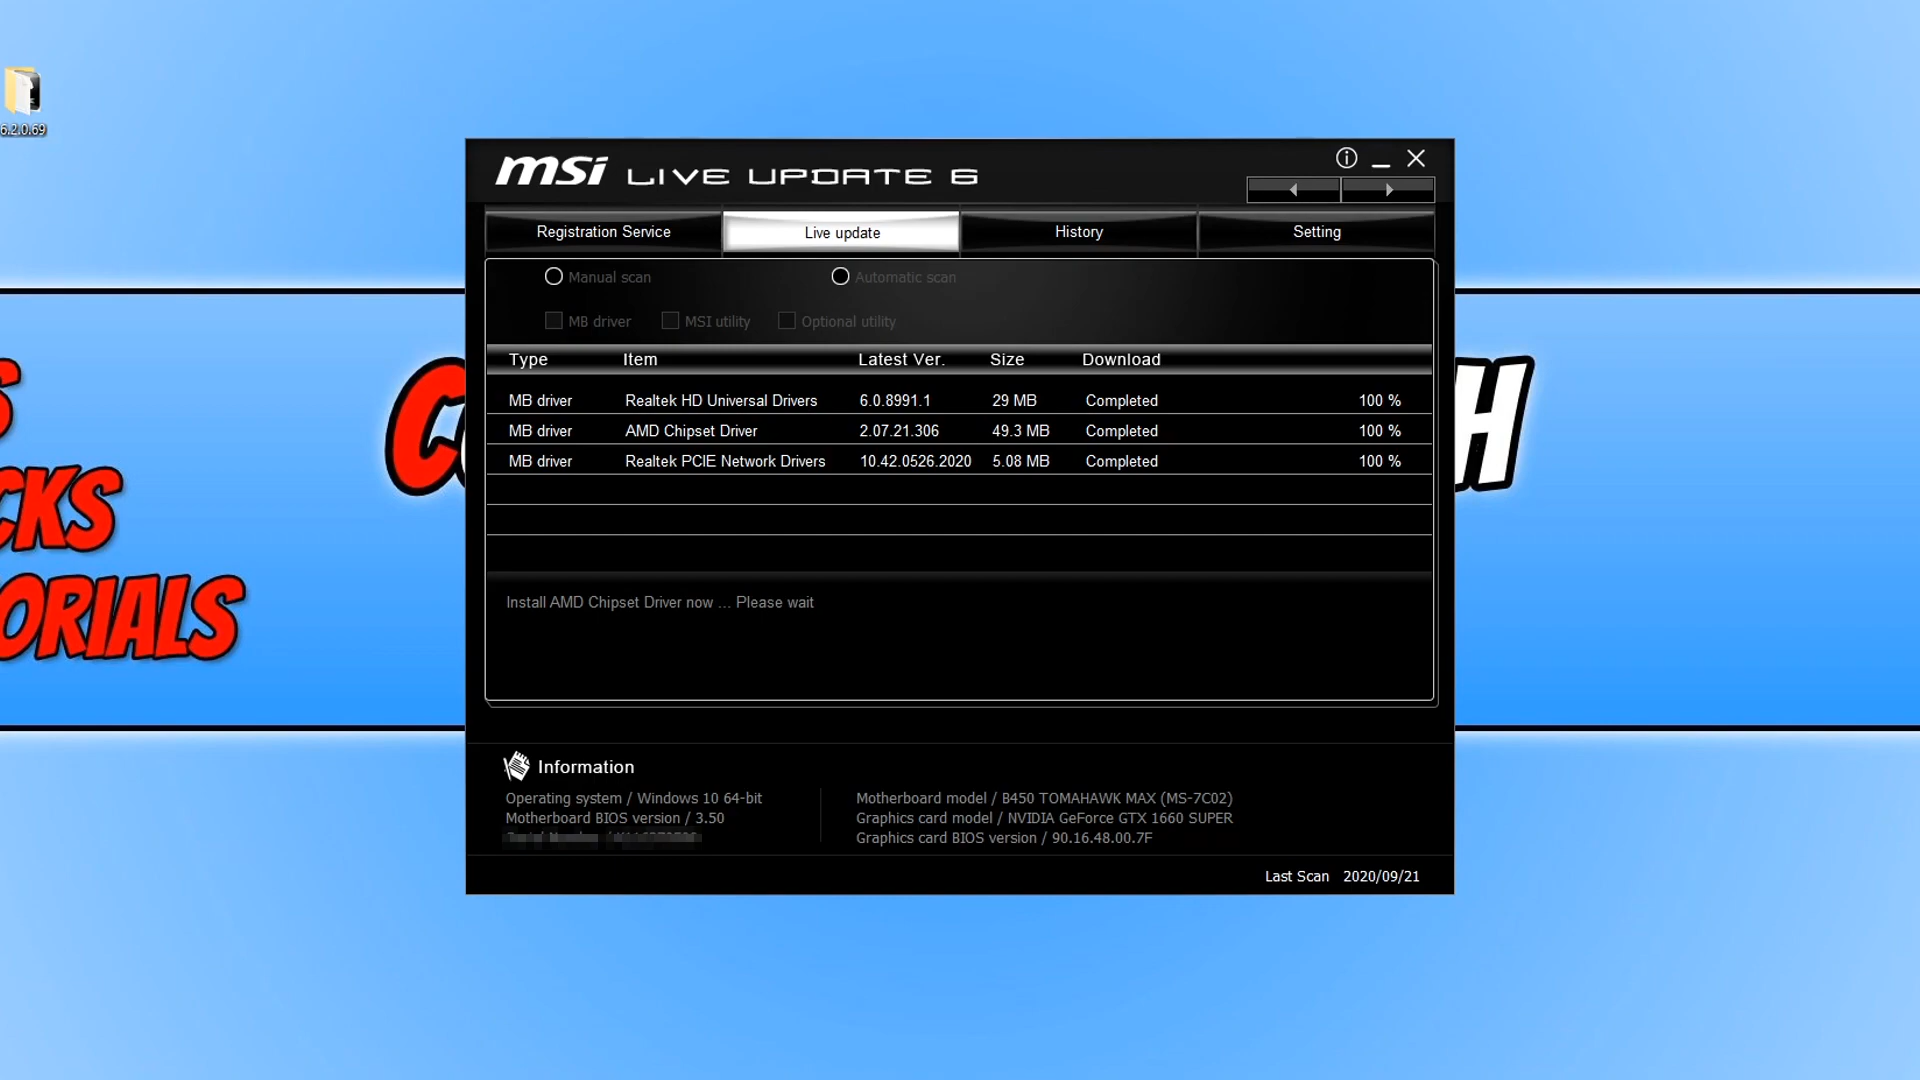 6.2.0.69
msi LIVE UPDATE 6
Registration Service Live update History Setting
Manual scan Automatic scan
MB driver MSI utility Optional utility
Type Item Latest Ver. Size Download
MB driver Realtek HD Universal Drivers 6.0.8991.1 29 MB Completed 100 %
MB driver AMD Chipset Driver 2.07.21.306 49.3 MB Completed 100 %
MB driver Realtek PCIE Network Drivers 10.42.0526.2020 5.08 MB Completed 100 %
CKS
ORIALS
Install AMD Chipset Driver now ... Please wait
Information
Operating system / Windows 10 64-bit
Motherboard BIOS version / 3.50
Motherboard model / B450 TOMAHAWK MAX (MS-7C02)
Graphics card model / NVIDIA GeForce GTX 1660 SUPER
Graphics card BIOS version / 90.16.48.00.7F
Last Scan 2020/09/21